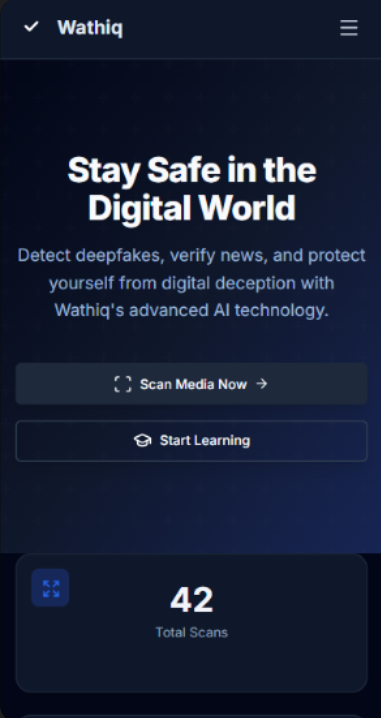 Wathiq
Stay Safe in the
Digital World
Detect deepfakes, verify news, and protect
yourself from digital deception with
Wathiq's advanced AI technology.
Scan Media Now
Start Learning
42
Total Scans